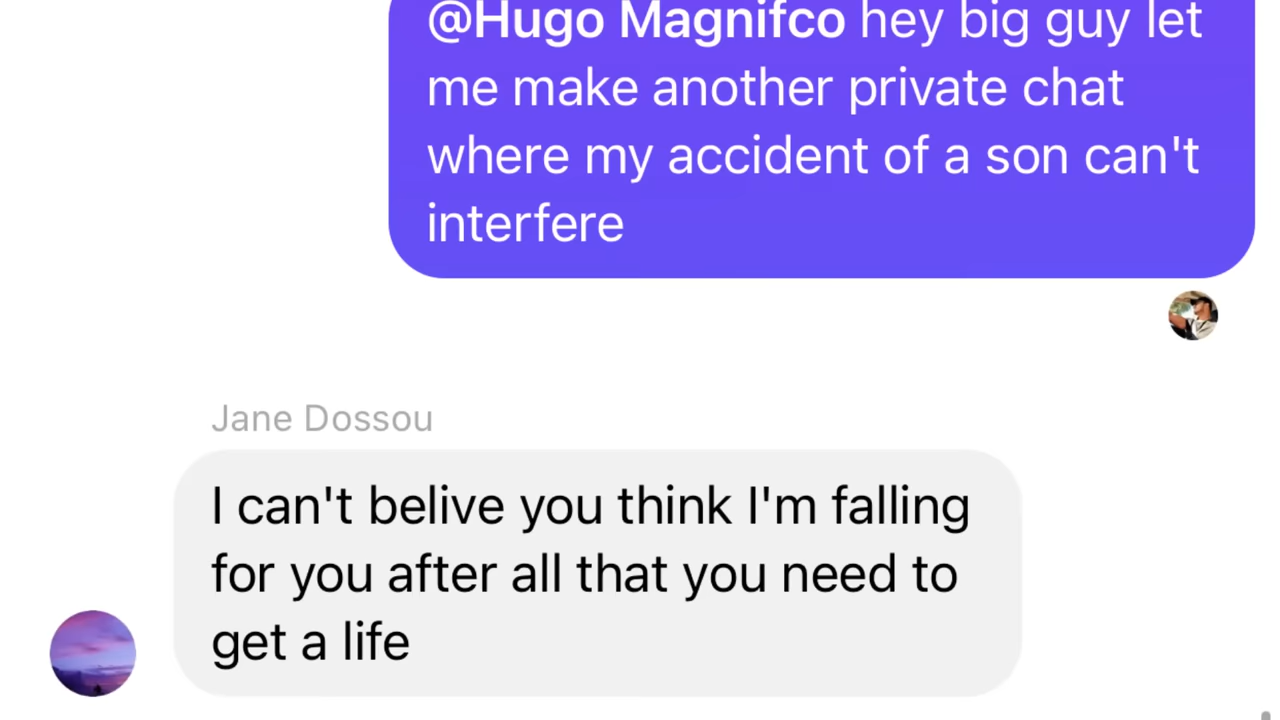 @Hugo Magnifco hey big guy let
me make another private chat
where my accident of a son can't
interfere
Jane Dossou
I can't belive you think I'm falling
for you after all that you need to
get a life